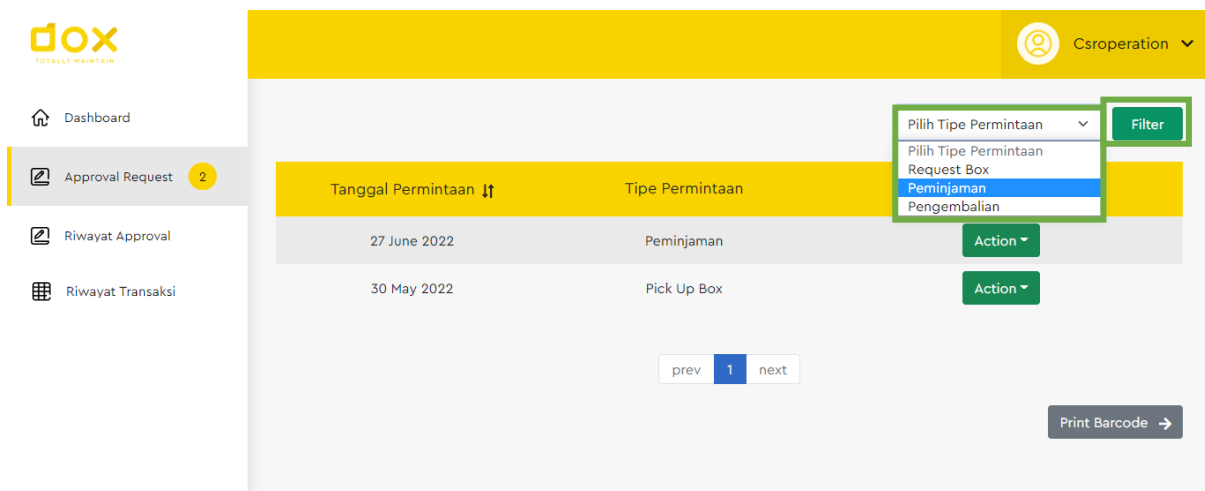 dox
TOTALLY MAINTAIN
Csroperation
Dashboard
Approval Request 2
Riwayat Approval
Riwayat Transaksi
Pilih Tipe Permintaan Filter
Pilih Tipe Permintaan
Request Box
Peminjaman
Pengembalian
Tanggal Permintaan Tipe Permintaan
27 June 2022 Peminjaman Action
30 May 2022 Pick Up Box Action
prev 1 next
Print Barcode